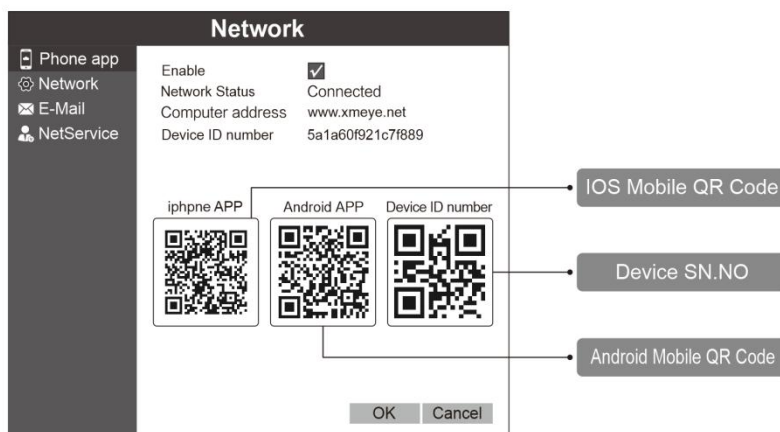 Network
Phone app
Network
E-Mail
NetService
Enable
Network Status Connected
Computer address www.xmeye.net
Device ID number 5a1a60f921c7f889
iphpne APP Android APP Device ID number
IOS Mobile QR Code
Device SN.NO
Android Mobile QR Code
OK Cancel